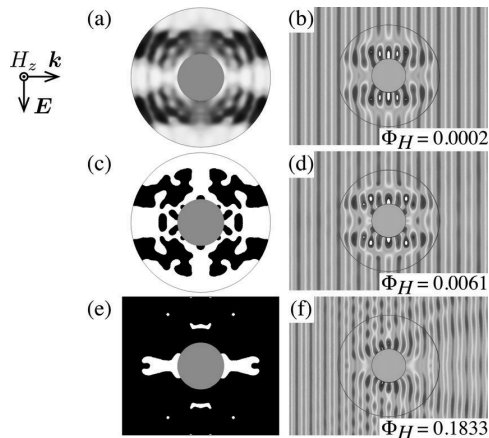 (a)
(b)
H_z k
E
Φ_H = 0.0002
(c)
(d)
Φ_H = 0.0061
(e)
(f)
Φ_H = 0.1833